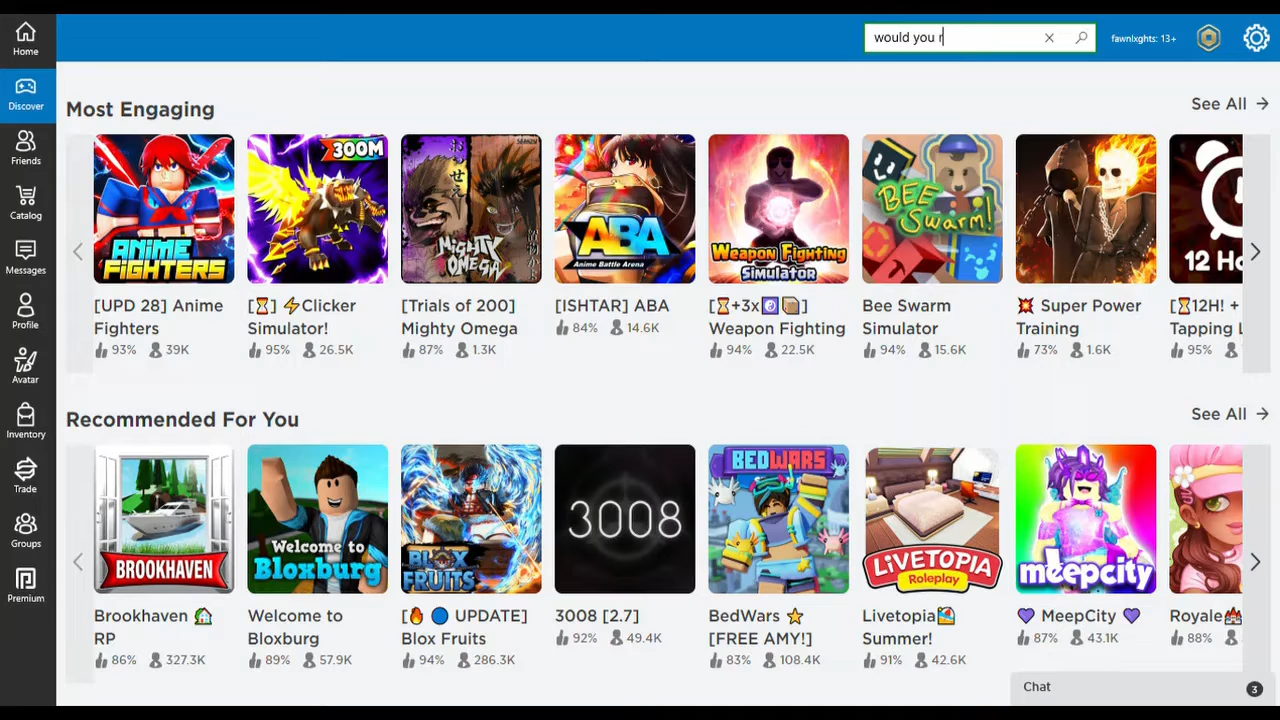 would you r
fawnlxghts: 13+
Home
Discover
Friends
Catalog
Messages
Profile
Avatar
Inventory
Trade
Groups
Premium
Most Engaging
See All →
300M
ANIME FIGHTERS
MIGHTY OMEGA
ABA
Anime Battle Arena
Weapon Fighting
Simulator
BEE
SWARM!
12 Ho
[UPD 28] Anime
Fighters
93% 39K
[⌛] ⚡Clicker
Simulator!
95% 26.5K
[Trials of 200]
Mighty Omega
87% 1.3K
[ISHTAR] ABA
84% 14.6K
[⌛+3x☯️📦]
Weapon Fighting
94% 22.5K
Bee Swarm
Simulator
94% 15.6K
💥 Super Power
Training
73% 1.6K
[⌛12H! +
Tapping L
95%
Recommended For You
See All →
BROOKHAVEN
Welcome to
Bloxburg
BLOX
FRUITS
3008
BEDWARS
LIVETOPIA
Roleplay
meepcity
Brookhaven 🏡
RP
86% 327.3K
Welcome to
Bloxburg
89% 57.9K
[🔥 🔵 UPDATE]
Blox Fruits
94% 286.3K
3008 [2.7]
92% 49.4K
BedWars ⭐
[FREE AMY!]
83% 108.4K
Livetopia🏖️
Summer!
91% 42.6K
💜 MeepCity 💜
87% 43.1K
Royale🏰
88%
Chat
3